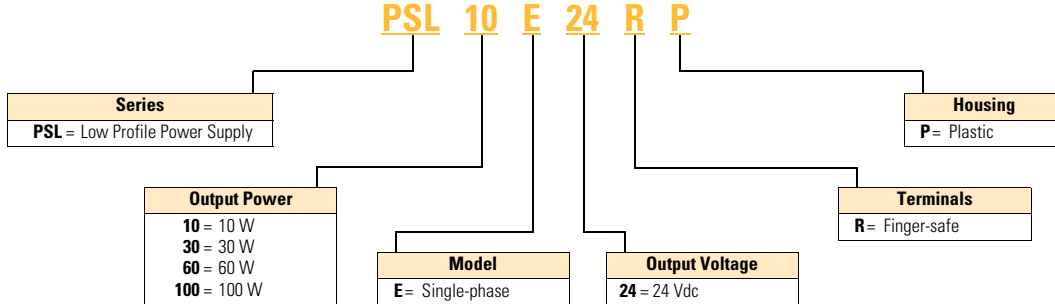 PSL 10 E 24 R P
Series
PSL = Low Profile Power Supply
Housing
P = Plastic
Output Power
10 = 10 W
30 = 30 W
60 = 60 W
100 = 100 W
Terminals
R = Finger-safe
Model
E = Single-phase
Output Voltage
24 = 24 Vdc